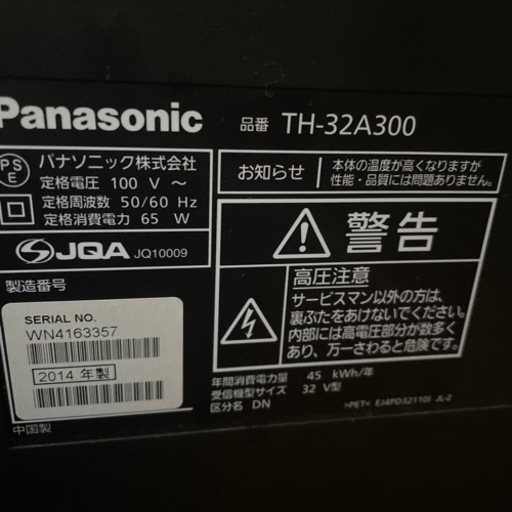 Panasonic
品番 TH-32A300
PS
E
パナソニック株式会社
定格電圧 100 V ～
定格周波数 50/60 Hz
定格消費電力 65 W
JQA JQ10009
お知らせ
本体の温度が高くなりますが
性能・品質には問題ありません。
警告
高圧注意
サービスマン以外の方は、
裏ぶたをあけないでください。
内部には高電圧部分が数多く
あり、万一さわると危険です。
製造番号
SERIAL NO.
WN4163357
2014 年製
中国製
年間消費電力量 45 kWh/年
受信機型サイズ 32 V型
区分名 DN
>PET<
JL-2